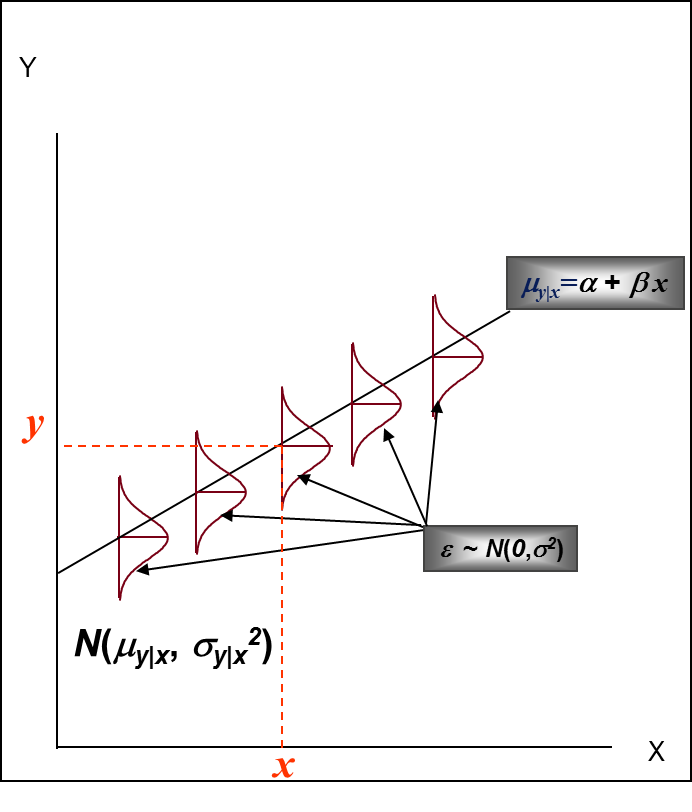 Y
μy|x=α + βx
y
ε ~ N(0,σ²)
N(μy|x, σy|x²)
X
x